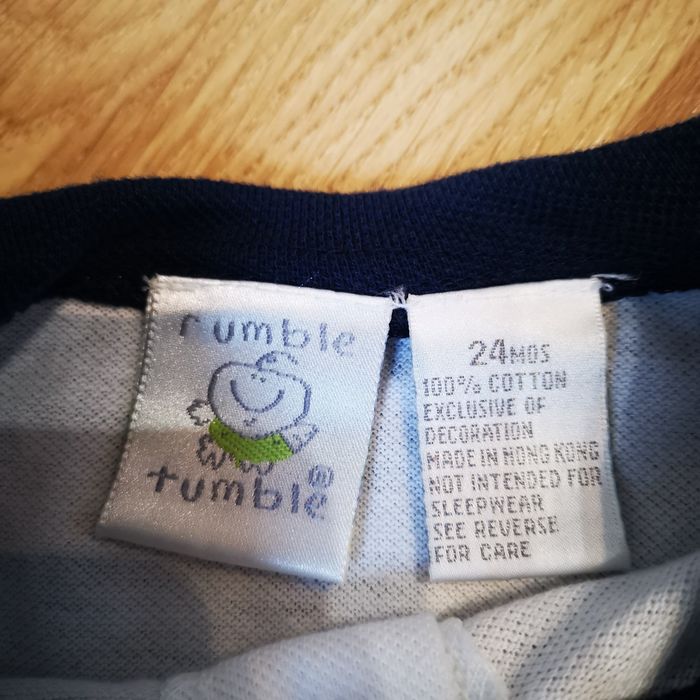 rumble
tumble®
24MOS
100% COTTON
EXCLUSIVE OF
DECORATION
MADE IN HONG KONG
NOT INTENDED FOR
SLEEPWEAR
SEE REVERSE
FOR CARE